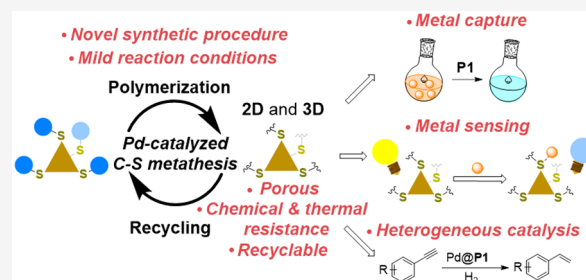 • Novel synthetic procedure
• Mild reaction conditions
Polymerization
Pd-catalyzed
C-S metathesis
Recycling
S
S
S
S
2D and 3D
S
S
S
S
• Porous
• Chemical & thermal
resistance
• Recyclable
• Metal capture
P1
• Metal sensing
S
S
S
S
S
S
S
S
• Heterogeneous catalysis
R
Pd@P1
H2
R